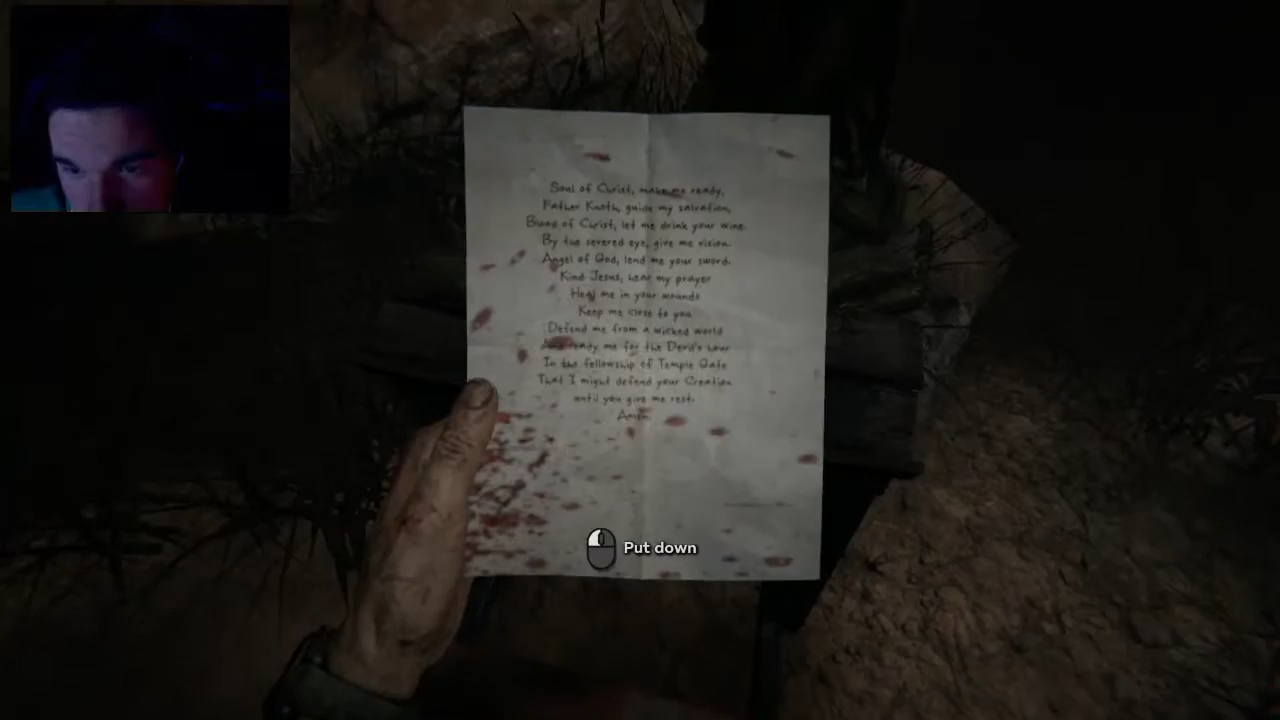 Soul of Christ, make me ready,
Father Knoth, guide my salvation,
Blood of Christ, let me drink your wine.
By the severed eye, give me vision.
Angel of God, lend me your sword.
Kind Jesus, hear my prayer
Heal me in your wounds
Keep me close to you
Defend me from a wicked world
And ready me for the Devil's hour
In the fellowship of Temple Gate
That I might defend your Creation
until you give me rest.
Amen.
Put down